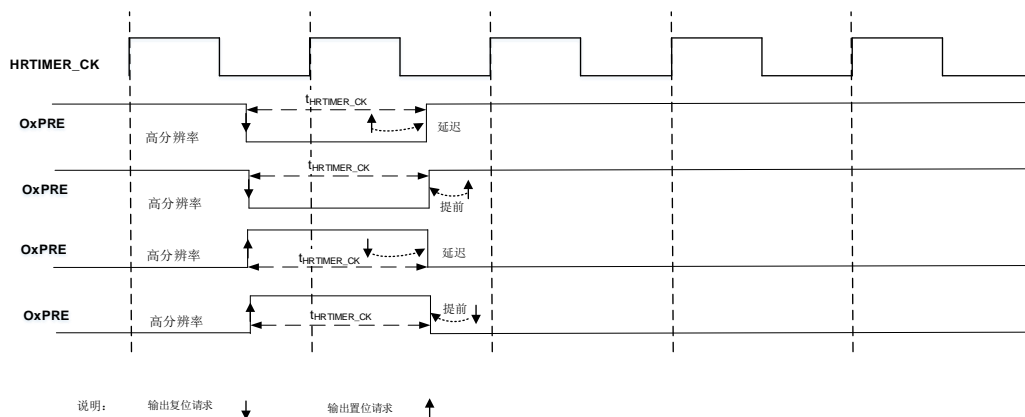 HRTIMER_CK
tHRTIMER_CK
OxPRE
高分辨率
延迟
tHRTIMER_CK
OxPRE
高分辨率
提前
OxPRE
高分辨率
延迟
tHRTIMER_CK
提前
OxPRE
高分辨率
tHRTIMER_CK
说明： 输出复位请求 输出置位请求